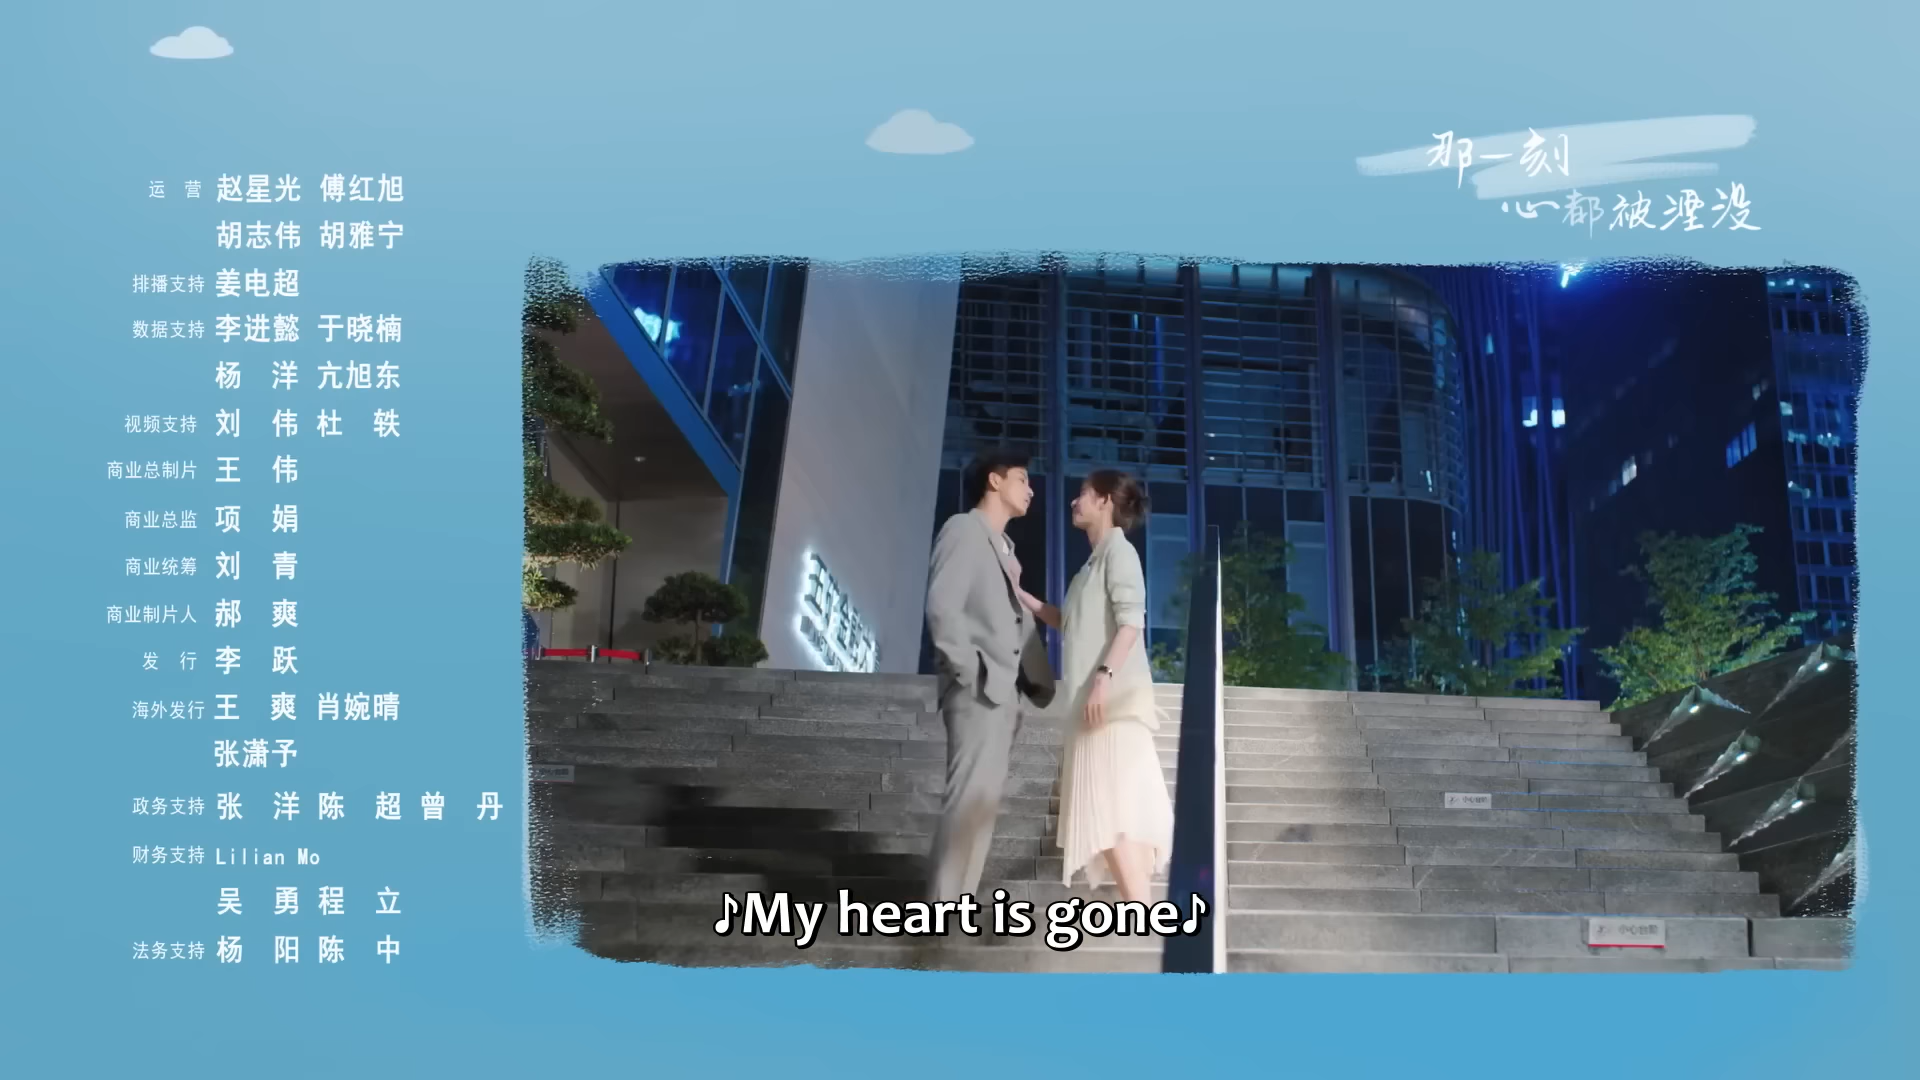 运 营 赵星光 傅红旭
胡志伟 胡雅宁
排播支持 姜电超
数据支持 李进懿 于晓楠
杨 洋 亢旭东
视频支持 刘 伟 杜 轶
商业总制片 王 伟
商业总监 项 娟
商业统筹 刘 青
商业制片人 郝 爽
发 行 李 跃
海外发行 王 爽 肖婉晴
张潇予
政务支持 张 洋 陈 超 曾 丹
财务支持 Lilian Mo
吴 勇 程 立
法务支持 杨 阳 陈 中
那一刻
心都被湮没
小心台阶
♪My heart is gone♪